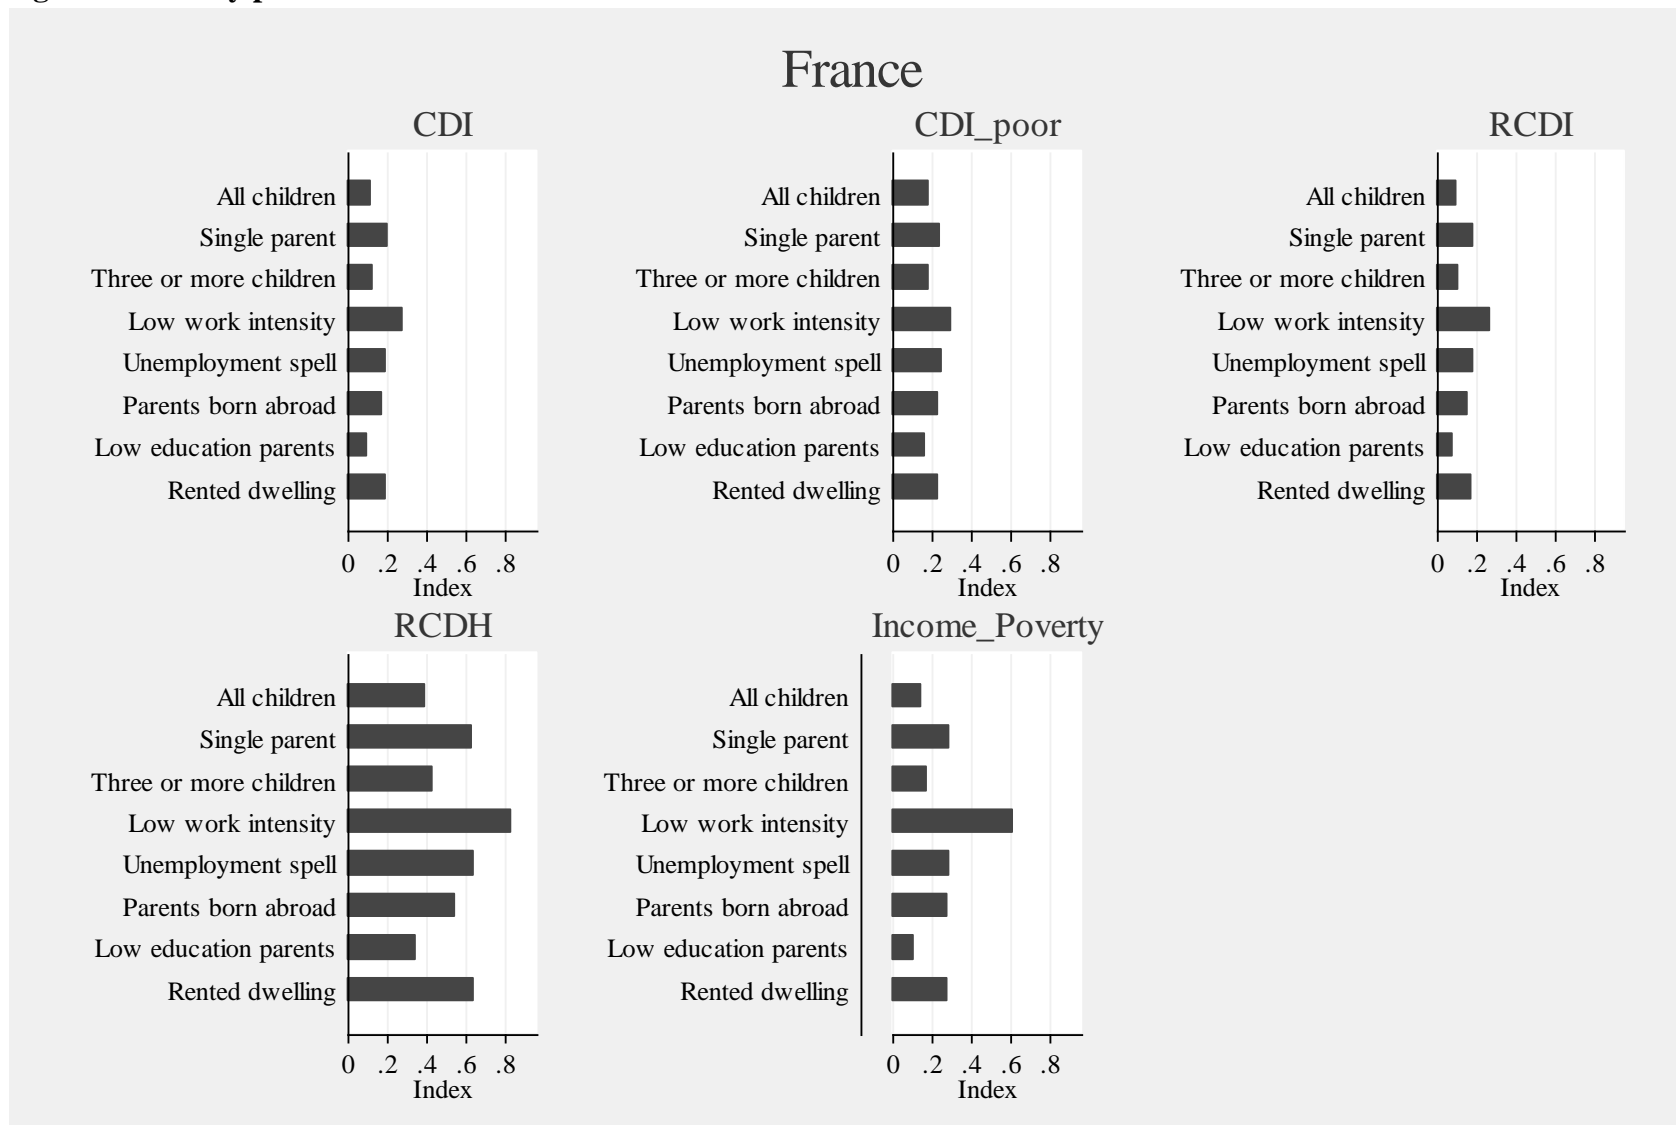 France
CDI
All children
Single parent
Three or more children
Low work intensity
Unemployment spell
Parents born abroad
Low education parents
Rented dwelling
0 .2 .4 .6 .8
Index
CDI_poor
All children
Single parent
Three or more children
Low work intensity
Unemployment spell
Parents born abroad
Low education parents
Rented dwelling
0 .2 .4 .6 .8
Index
RCDI
All children
Single parent
Three or more children
Low work intensity
Unemployment spell
Parents born abroad
Low education parents
Rented dwelling
0 .2 .4 .6 .8
Index
RCDH
All children
Single parent
Three or more children
Low work intensity
Unemployment spell
Parents born abroad
Low education parents
Rented dwelling
0 .2 .4 .6 .8
Index
Income_Poverty
All children
Single parent
Three or more children
Low work intensity
Unemployment spell
Parents born abroad
Low education parents
Rented dwelling
0 .2 .4 .6 .8
Index